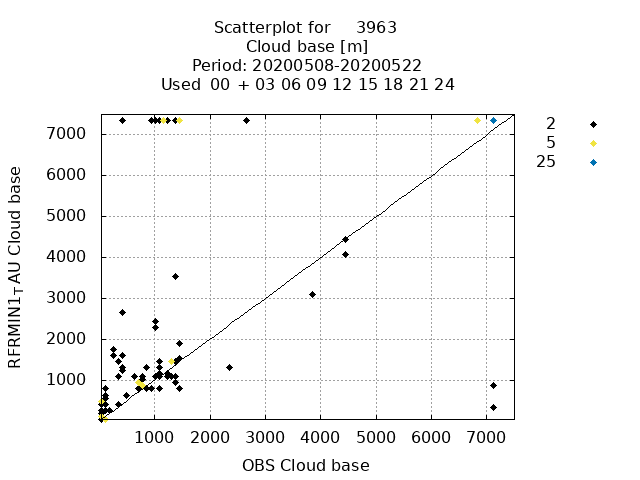 Scatterplot for 3963
Cloud base [m]
Period: 20200508-20200522
Used 00 + 03 06 09 12 15 18 21 24
2
5
25
RFRMIN1_T AU Cloud base
7000
6000
5000
4000
3000
2000
1000
1000 2000 3000 4000 5000 6000 7000
OBS Cloud base